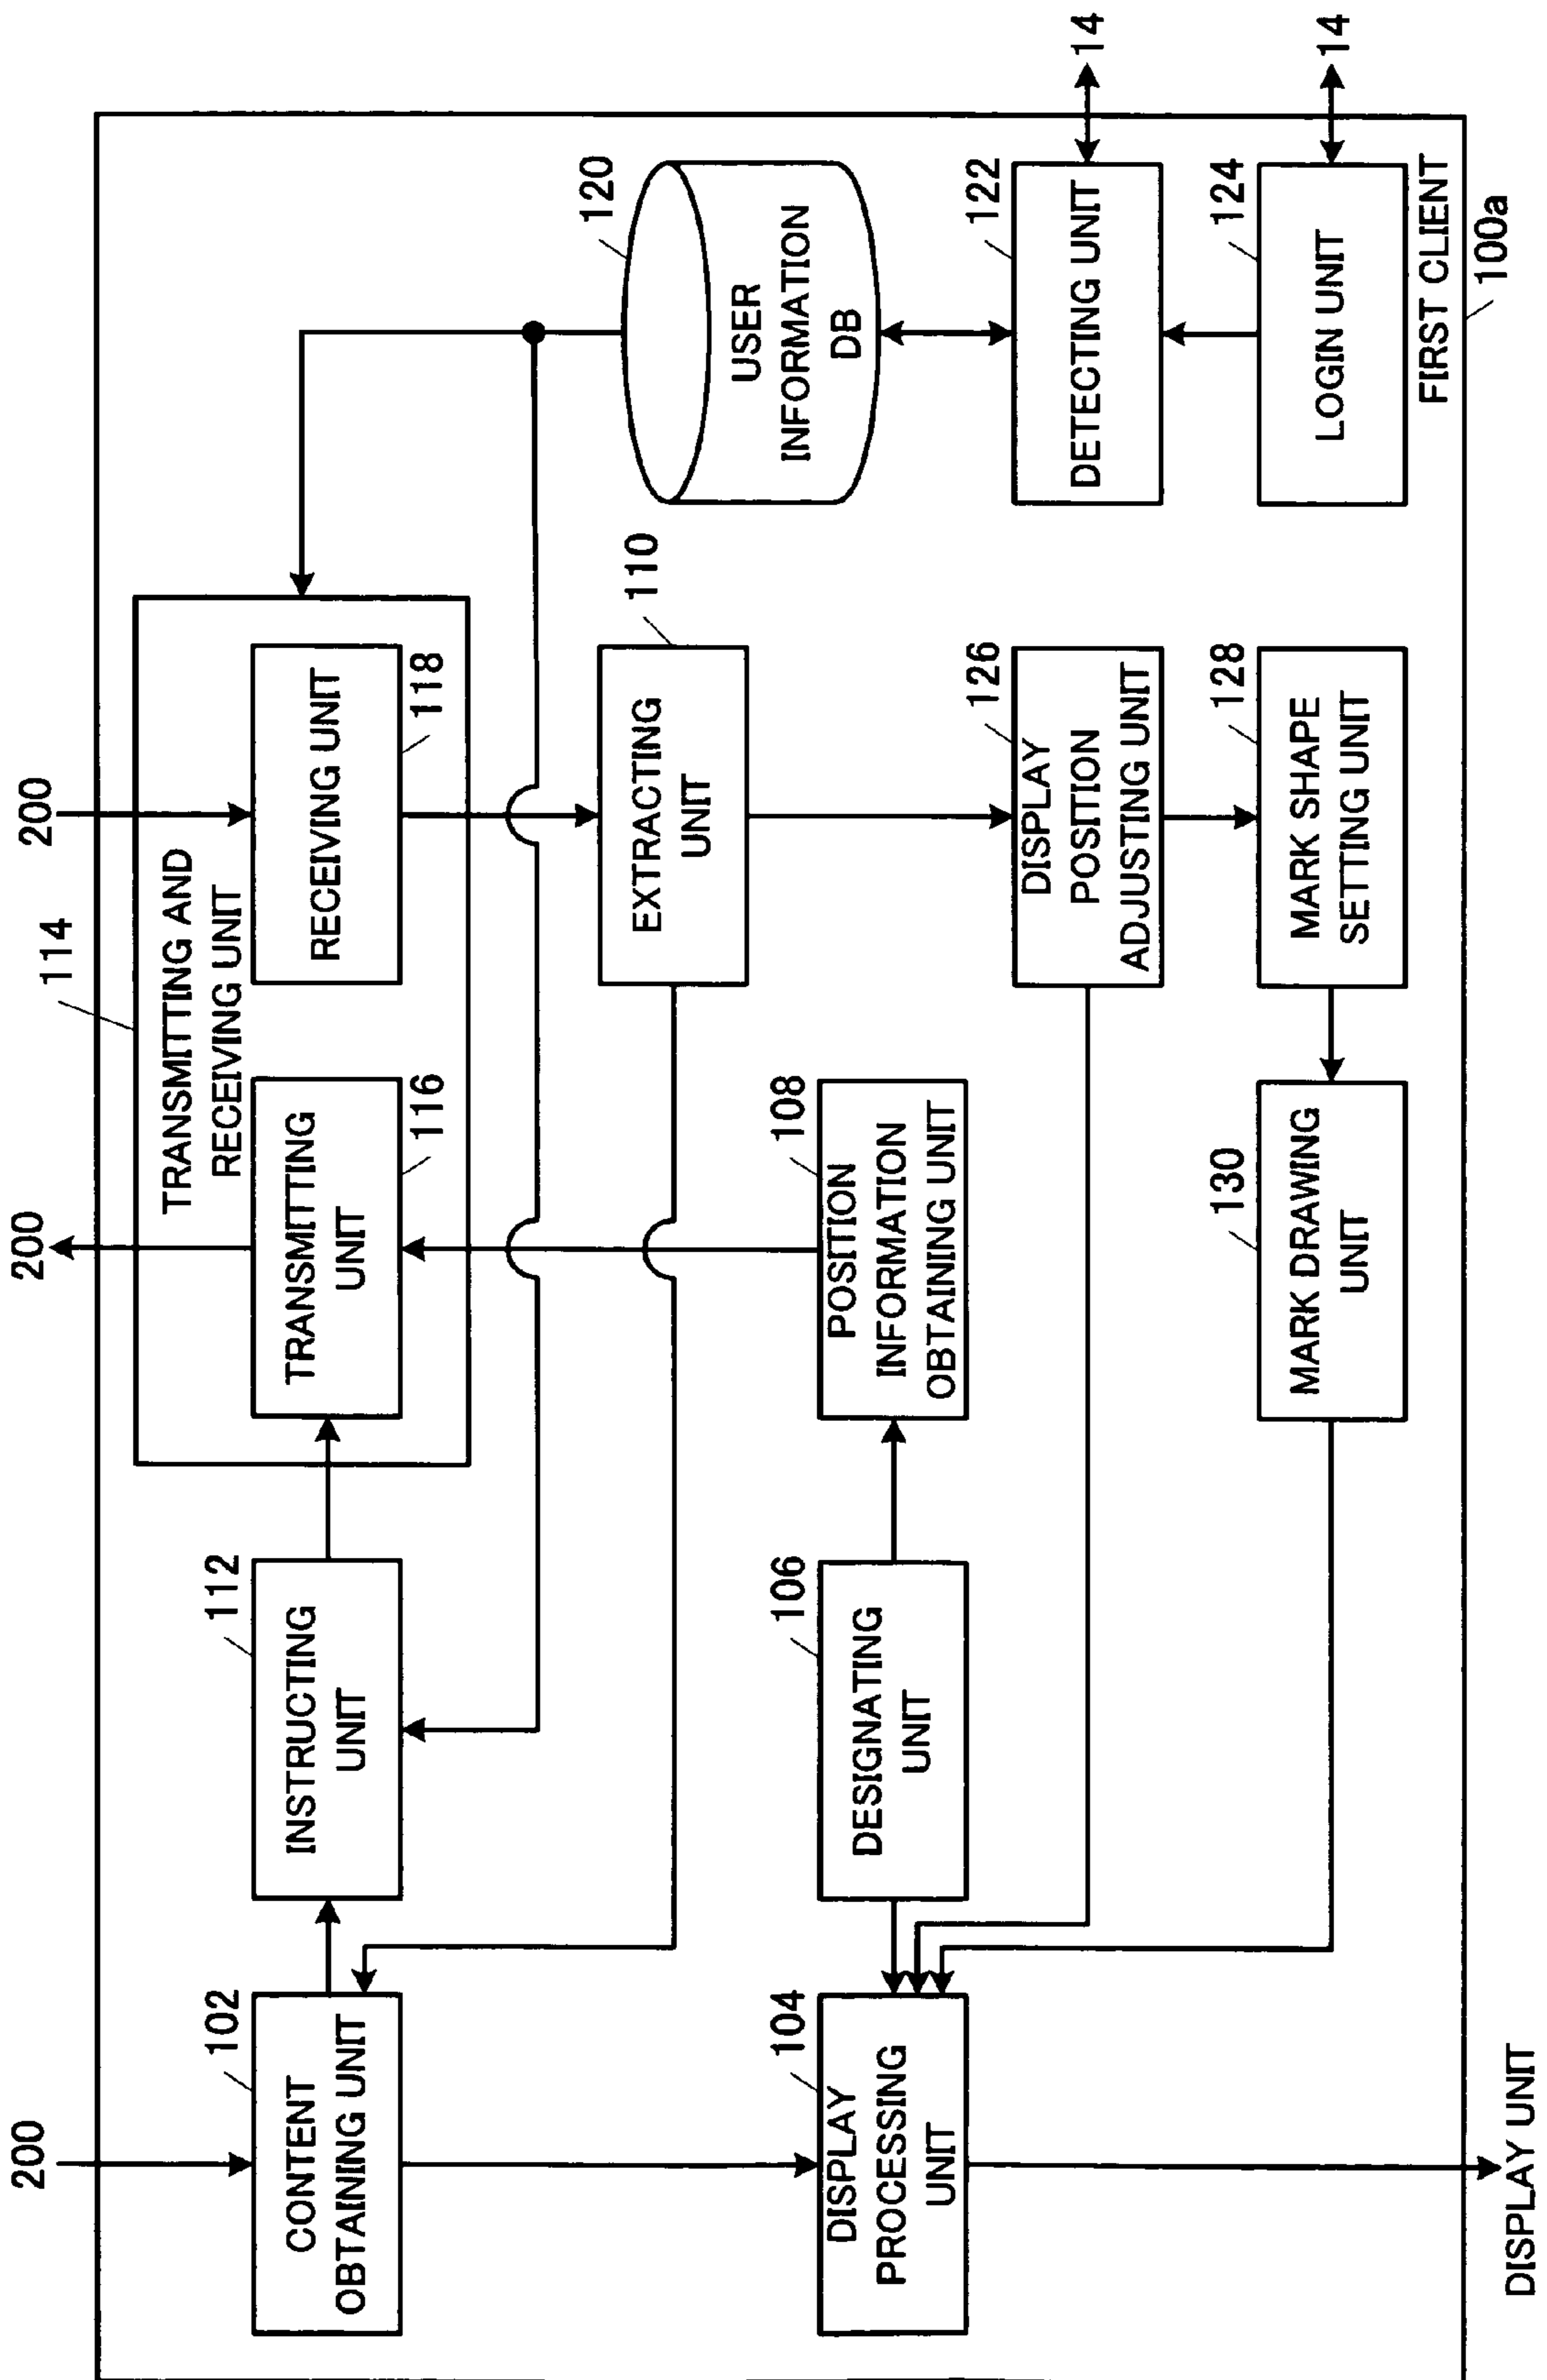 200
200
200
114
TRANSMITTING AND
RECEIVING UNIT
102
CONTENT
OBTAINING UNIT
112
INSTRUCTING
UNIT
TRANSMITTING
UNIT
116
RECEIVING UNIT
118
120
USER
INFORMATION
DB
110
EXTRACTING
UNIT
104
DISPLAY
PROCESSING
UNIT
106
DESIGNATING
UNIT
108
POSITION
INFORMATION
OBTAINING UNIT
126
DISPLAY
POSITION
ADJUSTING UNIT
122
DETECTING UNIT
14
130
MARK DRAWING
UNIT
128
MARK SHAPE
SETTING UNIT
124
LOGIN UNIT
14
FIRST CLIENT
100a
DISPLAY UNIT